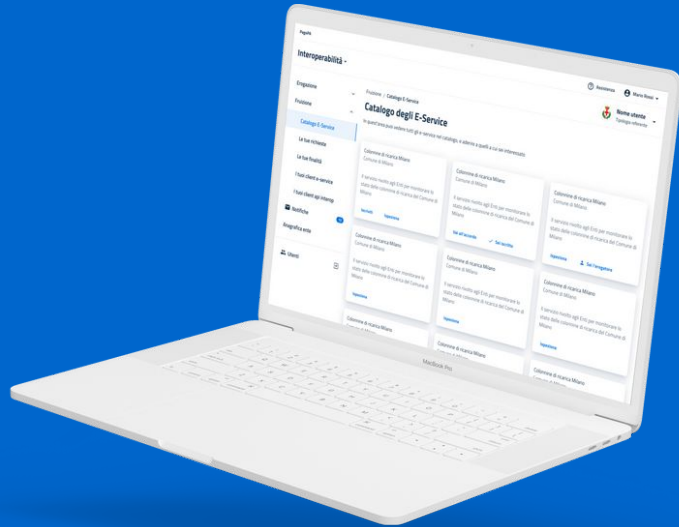 PagoPA
Assistenza
Mario Rossi
Interoperabilità
Nome utente
Tipologia
Erogazione
Fruizione
Catalogo E-Service
Le tue richieste
Le tue finalità
I tuoi client e-service
I tuoi client api interop
Notifiche
Anagrafica ente
Utenti
Fruizione / Catalogo E-Service
Catalogo degli E-Service
In quest'area puoi vedere tutti gli e-service nel catalogo, e aderire a quelli a cui sei interessato
Colonnine di ricarica Milano
Comune di Milano
Il servizio rivolto agli Enti per monitorare lo
stato delle colonnine di ricarica del Comune di
Milano
Iscriviti
Ispeziona
Colonnine di ricarica Milano
Comune di Milano
Il servizio rivolto agli Enti per monitorare lo
stato delle colonnine di ricarica del Comune di
Milano
Sei iscritto
Colonnine di ricarica Milano
Comune di Milano
Il servizio rivolto agli Enti per monitorare lo
stato delle colonnine di ricarica del Comune di
Milano
Ispeziona
Sei l'erogatore
Colonnine di ricarica Milano
Comune di Milano
Il servizio rivolto agli Enti per monitorare lo
stato delle colonnine di ricarica del Comune di
Milano
Ispeziona
Colonnine di ricarica Milano
Comune di Milano
Il servizio rivolto agli Enti per monitorare lo
stato delle colonnine di ricarica del Comune di
Milano
Ispeziona
Colonnine di ricarica Milano
Comune di Milano
Il servizio rivolto agli Enti per monitorare lo
stato delle colonnine di ricarica del Comune di
Milano
Ispeziona
Colonnine di ricarica Milano
Comune di Milano
Colonnine di ricarica Milano
Colonnine di ricarica Milano
MacBook Pro